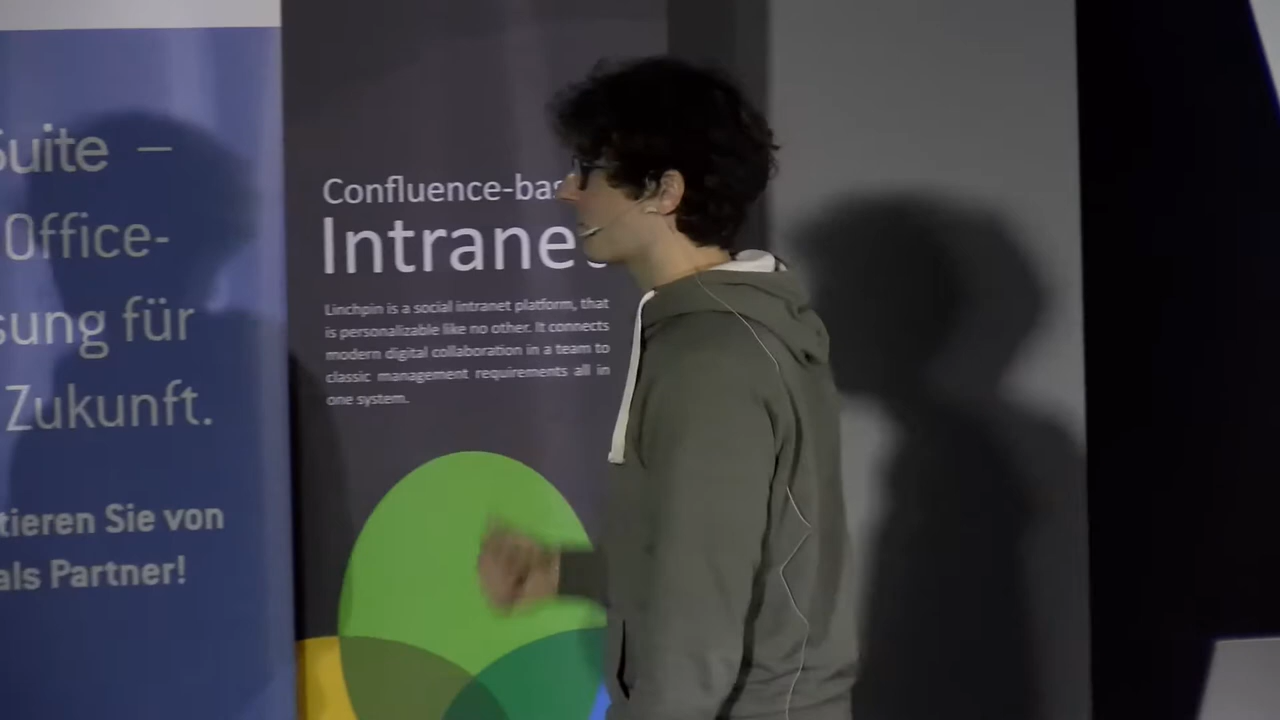 Suite –
Office-
sung für
Zukunft.
tieren Sie von
als Partner!
Confluence-bas
Intranet
Linchpin is a social intranet platform, that
is personalizable like no other. It connects
modern digital collaboration in a team to
classic management requirements all in
one system.